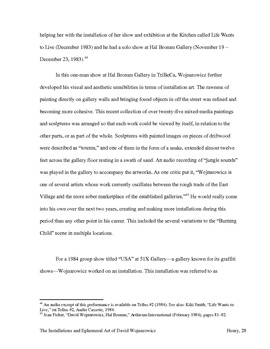 helping her with the installation of her show and exhibition at the Kitchen called Life Wants
to Live (December 1983) and he had a solo show at Hal Bromm Gallery (November 19 –
December 23, 1983).⁶⁴
In this one-man show at Hal Bromm Gallery in TriBeCa, Wojnarowicz further
developed his visual and aesthetic sensibilities in terms of installation art. The rawness of
painting directly on gallery walls and bringing found objects in off the street was refined and
becoming more cohesive. This recent collection of over twenty-five mixed-media paintings
and sculptures was arranged so that each work could be viewed by itself, in relation to the
other parts, or as part of the whole. Sculptures with painted images on pieces of driftwood
were described as “totems,” and one of them in the form of a snake, extended almost twelve
feet across the gallery floor resting in a swath of sand. An audio recording of “jungle sounds”
was played in the gallery to accompany the artworks. As one critic put it, “Wojnarowicz is
one of several artists whose work currently oscillates between the rough trade of the East
Village and the more sober marketplace of the established galleries.”⁶⁵ He would really come
into his own over the next two years, creating and making more installations during this
period than any other point in his career. This included the several variations to the “Burning
Child” scene in multiple locations.
For a 1984 group show titled “USA” at 51X Gallery—a gallery known for its graffiti
shows—Wojnarowicz worked on an installation. This installation was referred to as
⁶⁴ An audio excerpt of this performance is available on Tellus #2 (1984). See also: Kiki Smith, “Life Wants to
Live,” on Tellus #2, Audio Cassette, 1984.
⁶⁵ Jean Fisher, “David Wojnarowicz, Hal Bromm,” Artforum International (February 1984), pages 81–82.
The Installations and Ephemeral Art of David Wojnarowicz
Henry, 28